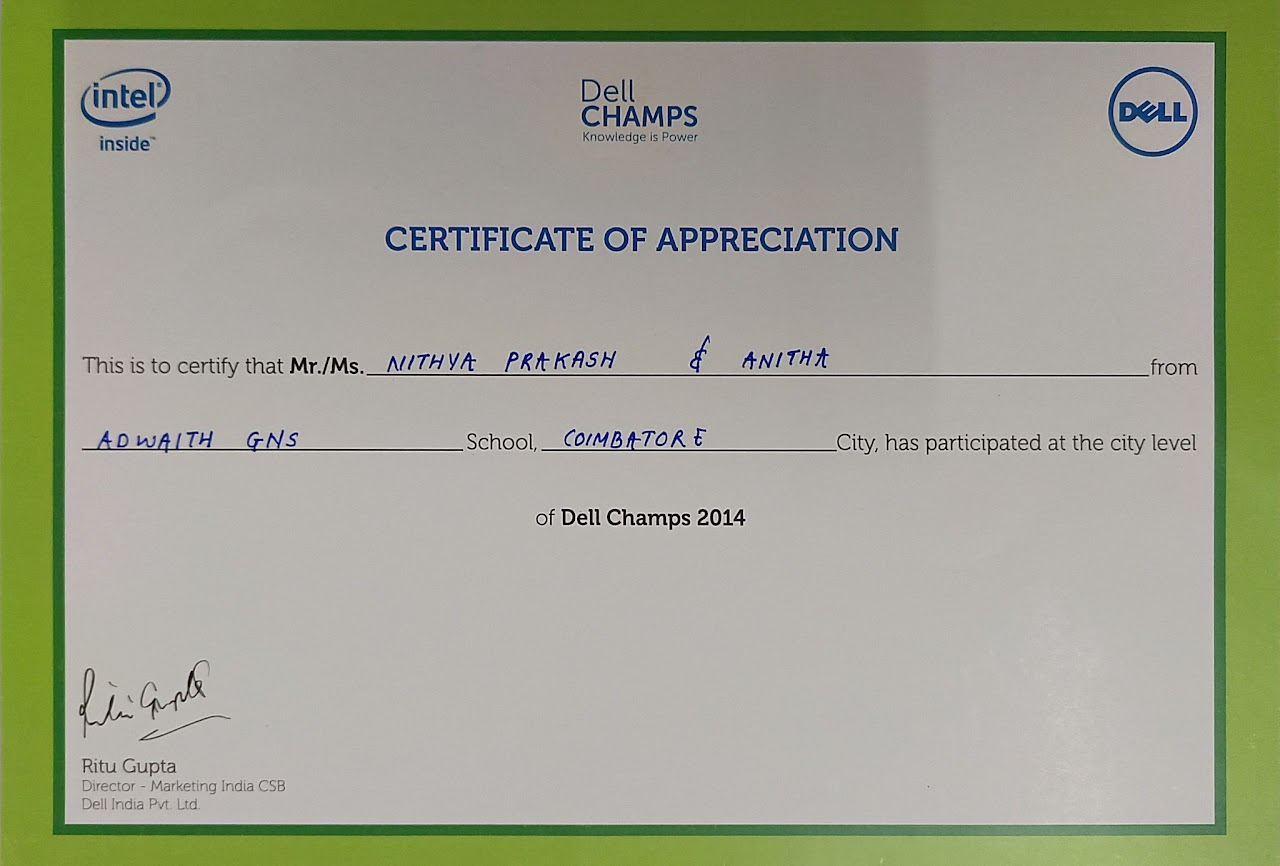 intel
inside™
Dell
CHAMPS
Knowledge is Power
DELL
CERTIFICATE OF APPRECIATION
This is to certify that Mr./Ms. NITHYA PRAKASH & ANITHA from
ADWAITH GNS School, COIMBATORE City, has participated at the city level
of Dell Champs 2014
Ritu Gupta
Ritu Gupta
Director - Marketing India CSB
Dell India Pvt. Ltd.